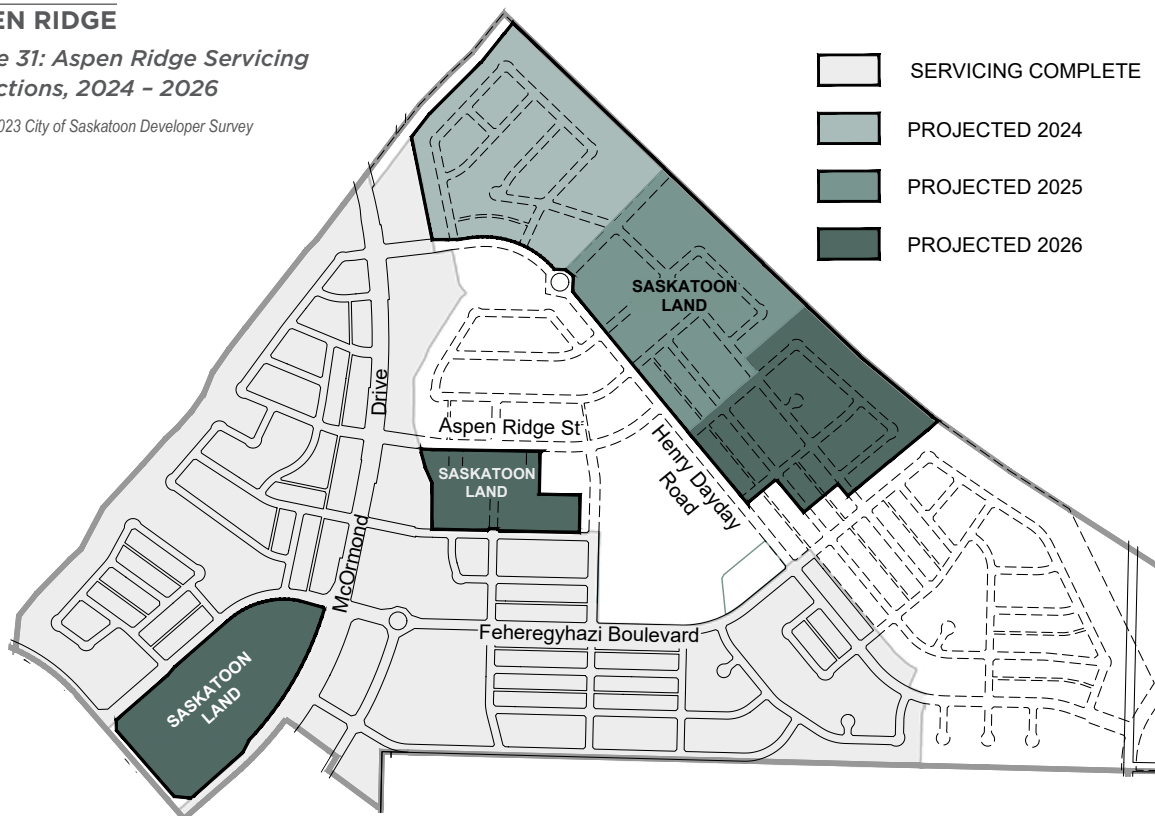 EN RIDGE
e 31: Aspen Ridge Servicing
ctions, 2024 – 2026
023 City of Saskatoon Developer Survey
SERVICING COMPLETE
PROJECTED 2024
PROJECTED 2025
PROJECTED 2026
SASKATOON
LAND
Drive
Aspen Ridge St
Henry Dayday
Road
SASKATOON
LAND
McOrmond
Feheregyhazi Boulevard
SASKATOON
LAND